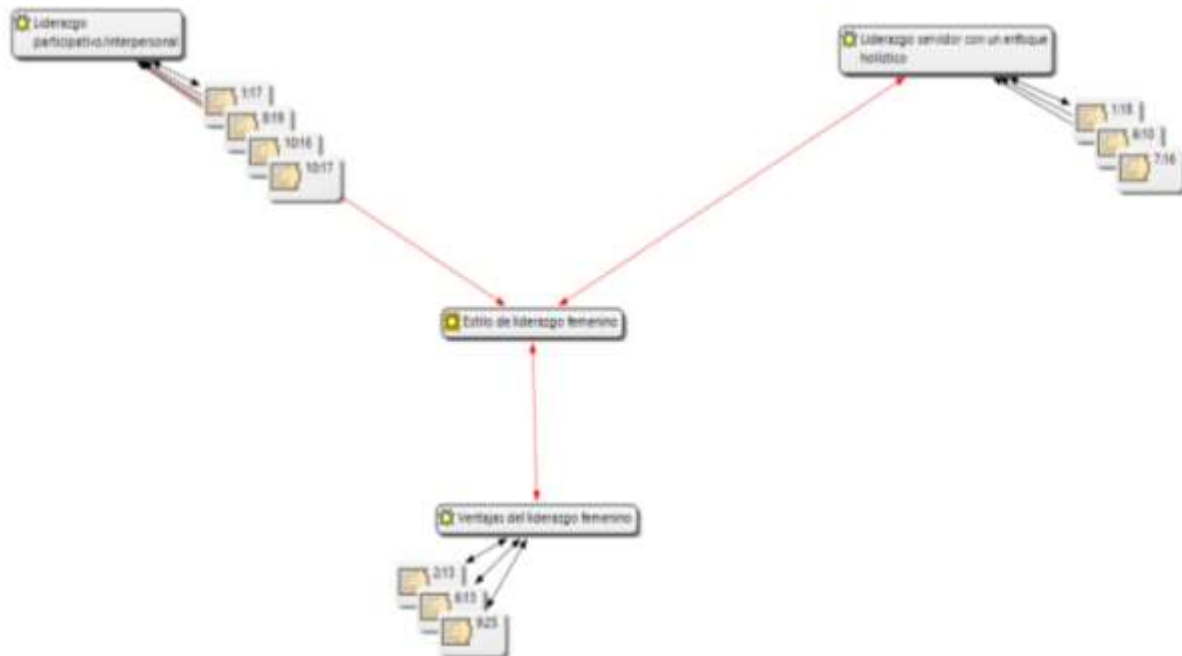 Liderazgo
participativo/interpersonal
Liderazgo servidor con un enfoque
holístico
1:17
8:19
10:16
10:17
1:18
6:10
7:16
Estilo de liderazgo femenino
Ventajas del liderazgo femenino
2:13
6:13
9:25